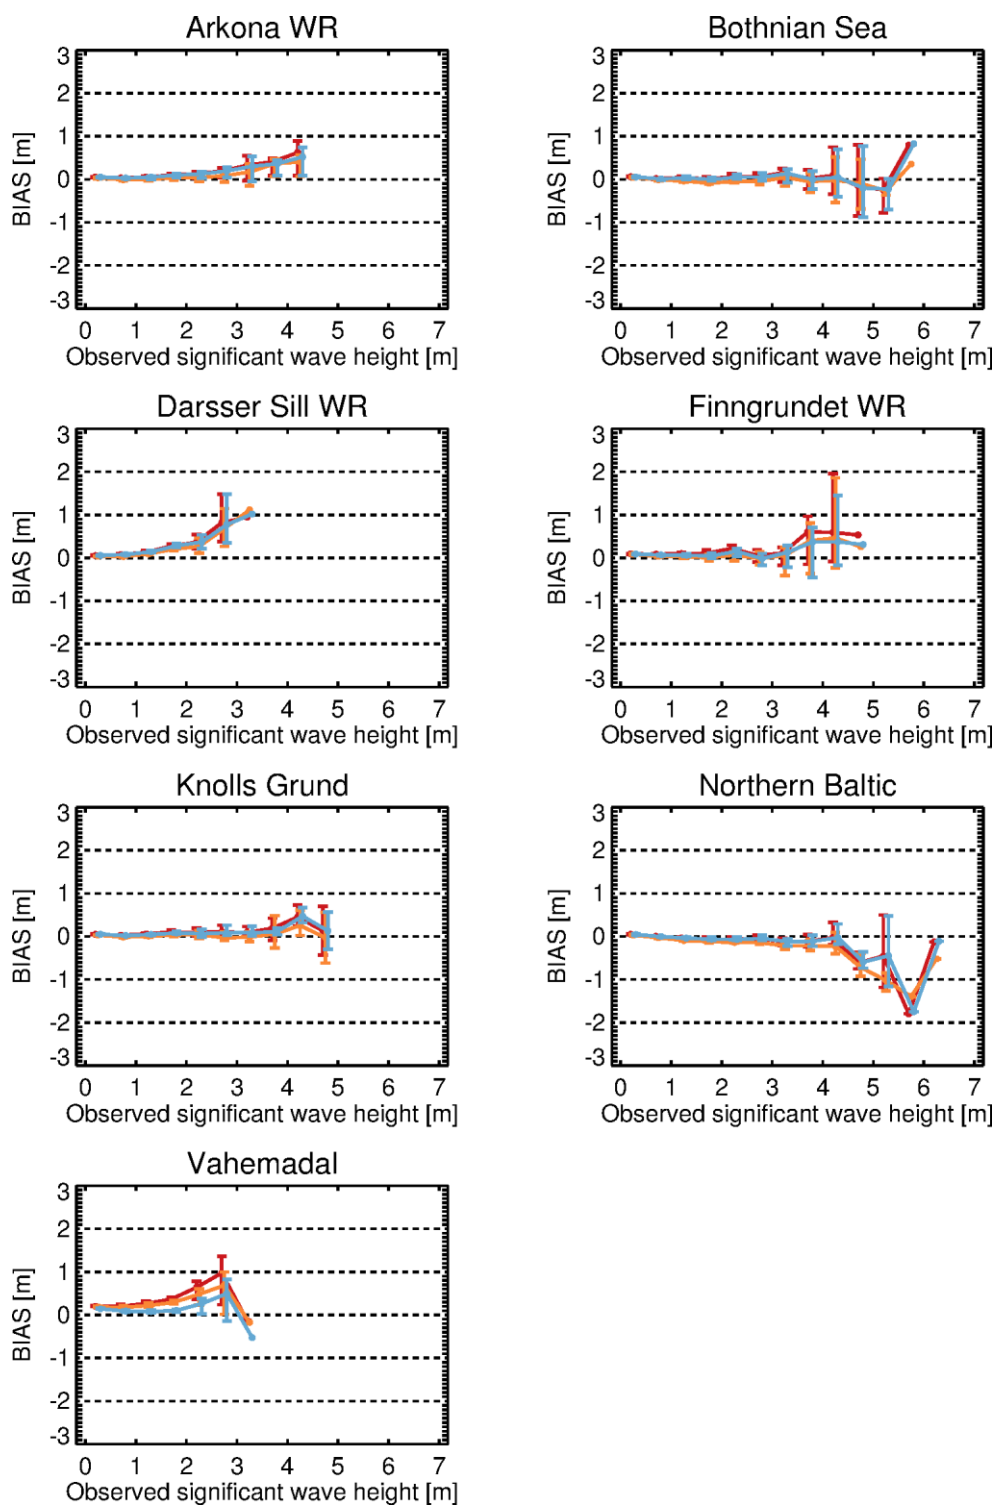 Arkona WR
3
2
1
0
-1
-2
-3
BIAS [m]
0 1 2 3 4 5 6 7
Observed significant wave height [m]
Bothnian Sea
3
2
1
0
-1
-2
-3
BIAS [m]
0 1 2 3 4 5 6 7
Observed significant wave height [m]
Darsser Sill WR
3
2
1
0
-1
-2
-3
BIAS [m]
0 1 2 3 4 5 6 7
Observed significant wave height [m]
Finngrundet WR
3
2
1
0
-1
-2
-3
BIAS [m]
0 1 2 3 4 5 6 7
Observed significant wave height [m]
Knolls Grund
3
2
1
0
-1
-2
-3
BIAS [m]
0 1 2 3 4 5 6 7
Observed significant wave height [m]
Northern Baltic
3
2
1
0
-1
-2
-3
BIAS [m]
0 1 2 3 4 5 6 7
Observed significant wave height [m]
Vahemadal
3
2
1
0
-1
-2
-3
BIAS [m]
0 1 2 3 4 5 6 7
Observed significant wave height [m]